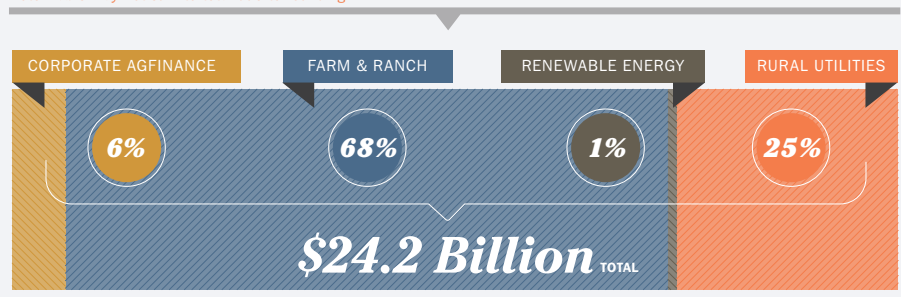 CORPORATE AGFINANCE
FARM & RANCH
RENEWABLE ENERGY
RURAL UTILITIES
6%
68%
1%
25%
$24.2 Billion TOTAL